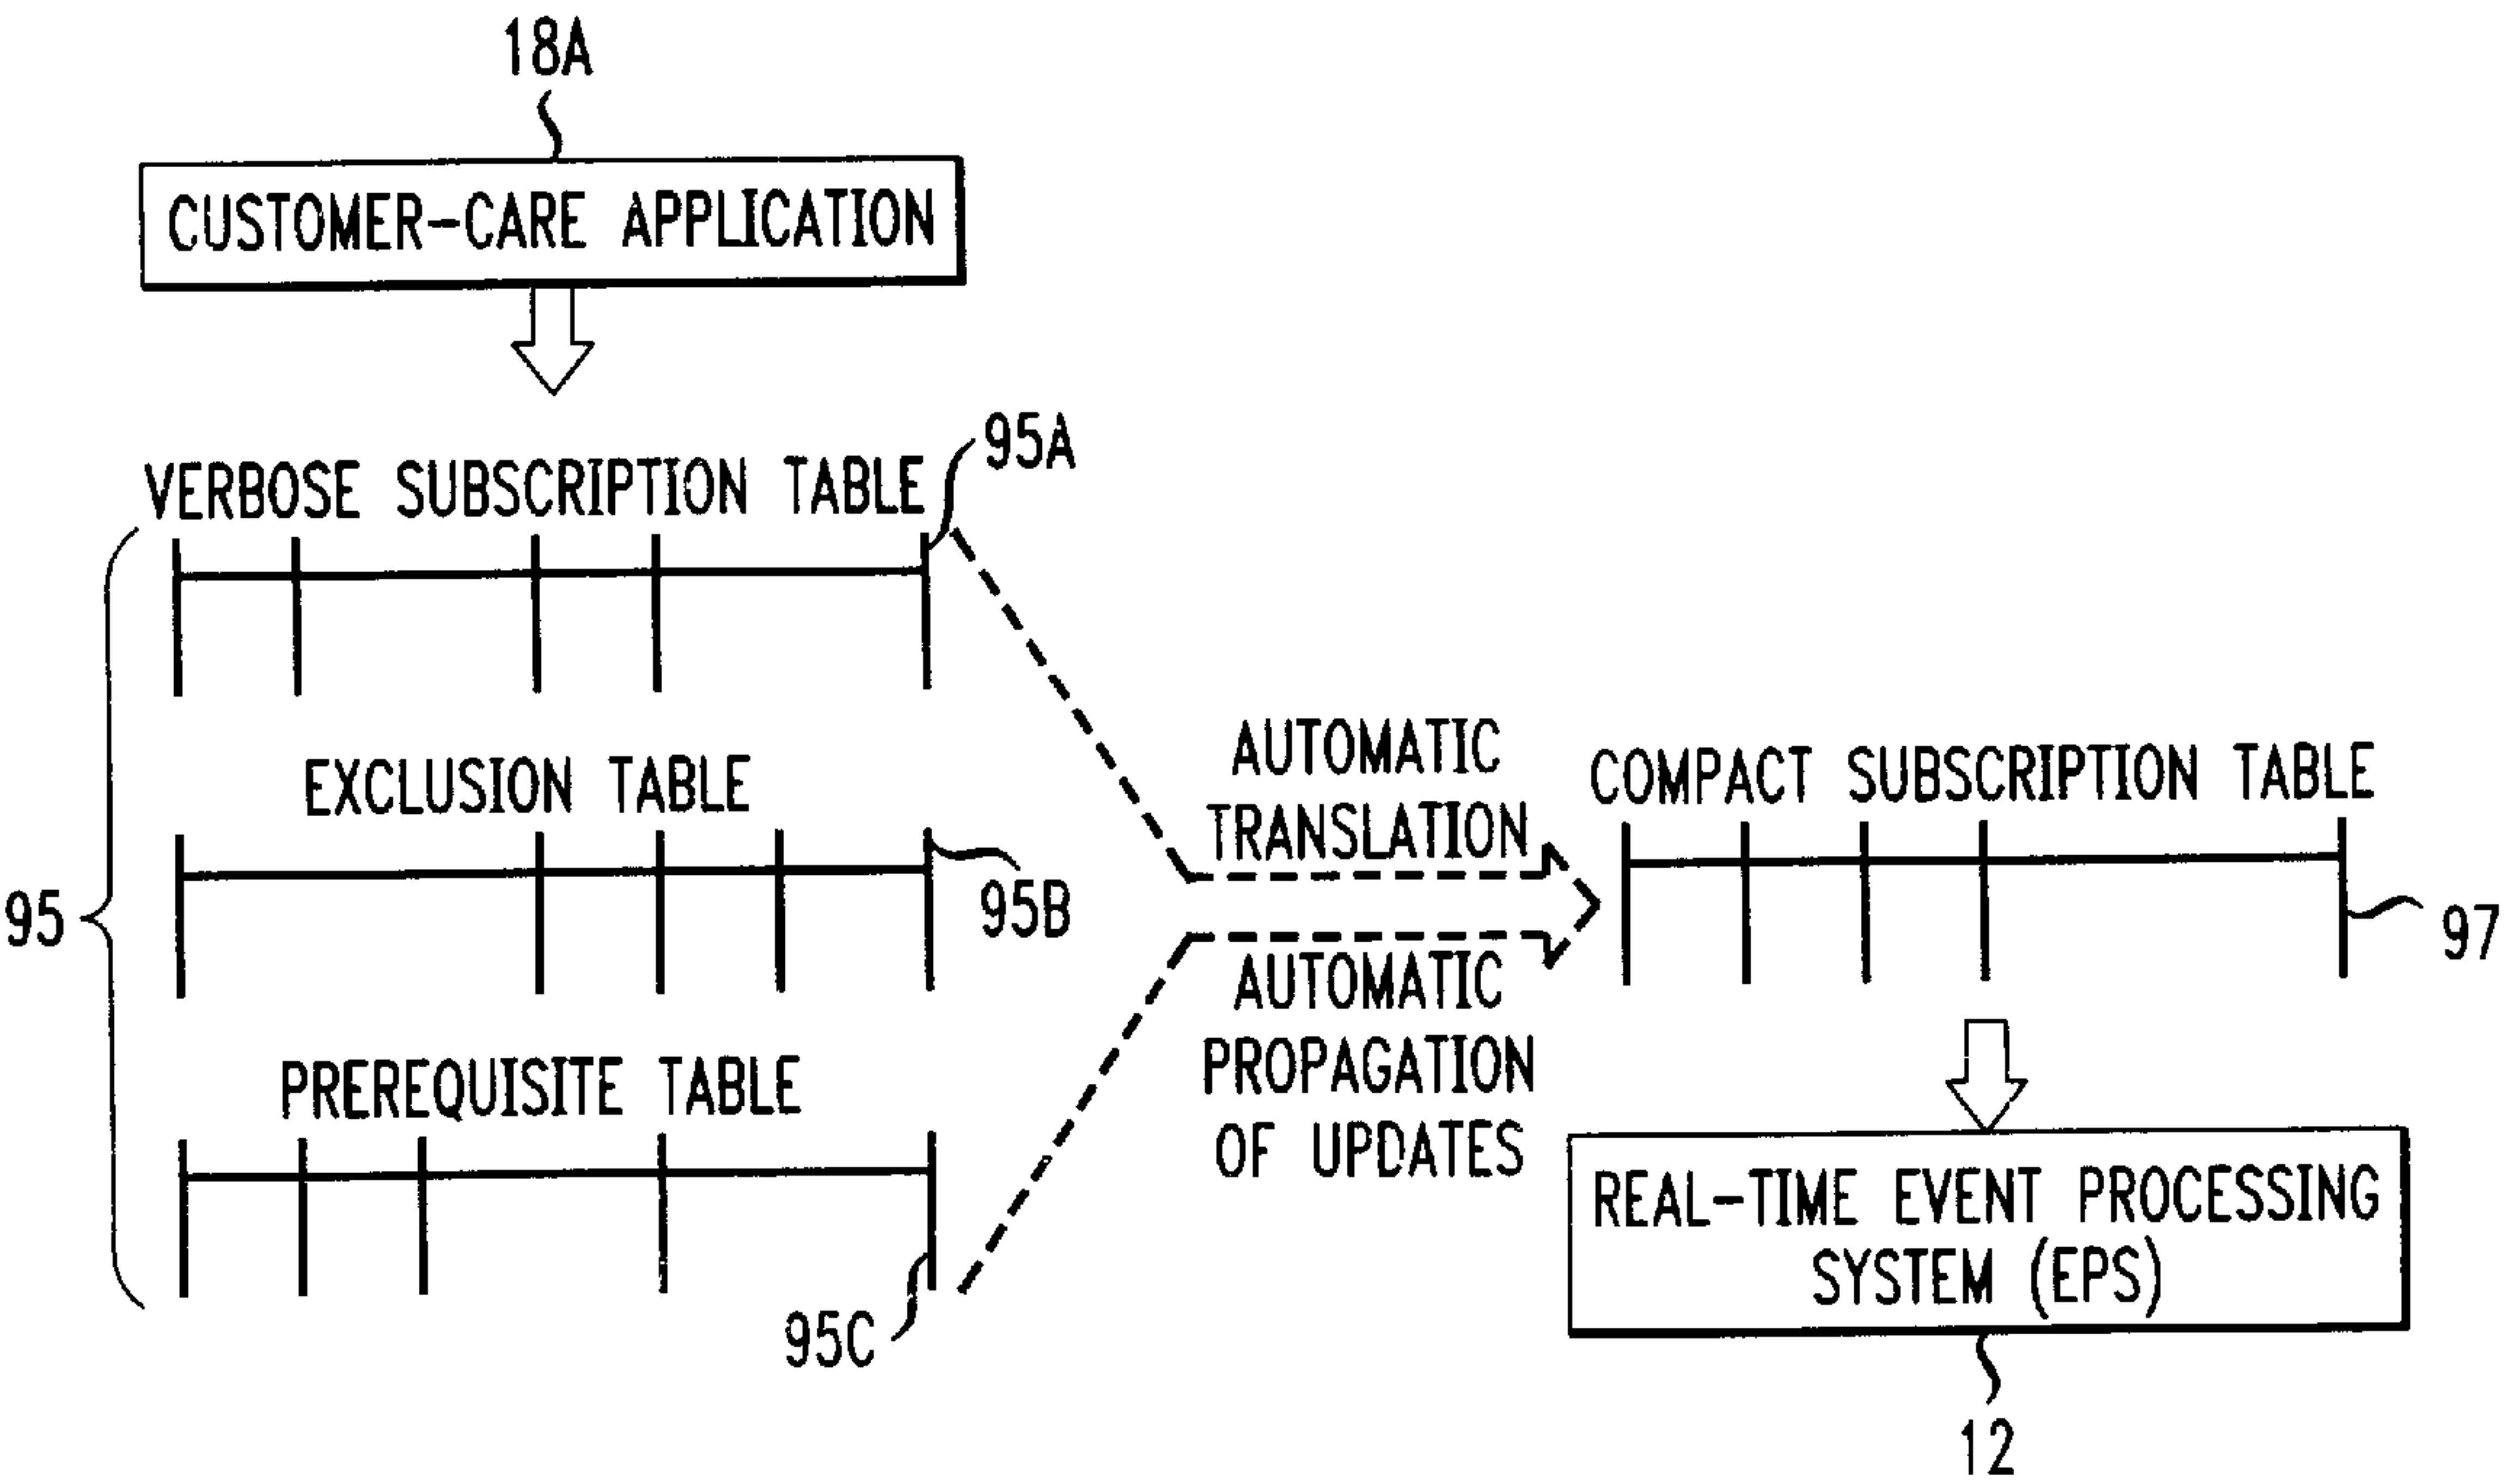 18A
CUSTOMER-CARE APPLICATION
VERBOSE SUBSCRIPTION TABLE
95A
EXCLUSION TABLE
95B
95
PREREQUISITE TABLE
95C
AUTOMATIC
TRANSLATION
AUTOMATIC
PROPAGATION
OF UPDATES
COMPACT SUBSCRIPTION TABLE
97
REAL-TIME EVENT PROCESSING
SYSTEM (EPS)
12